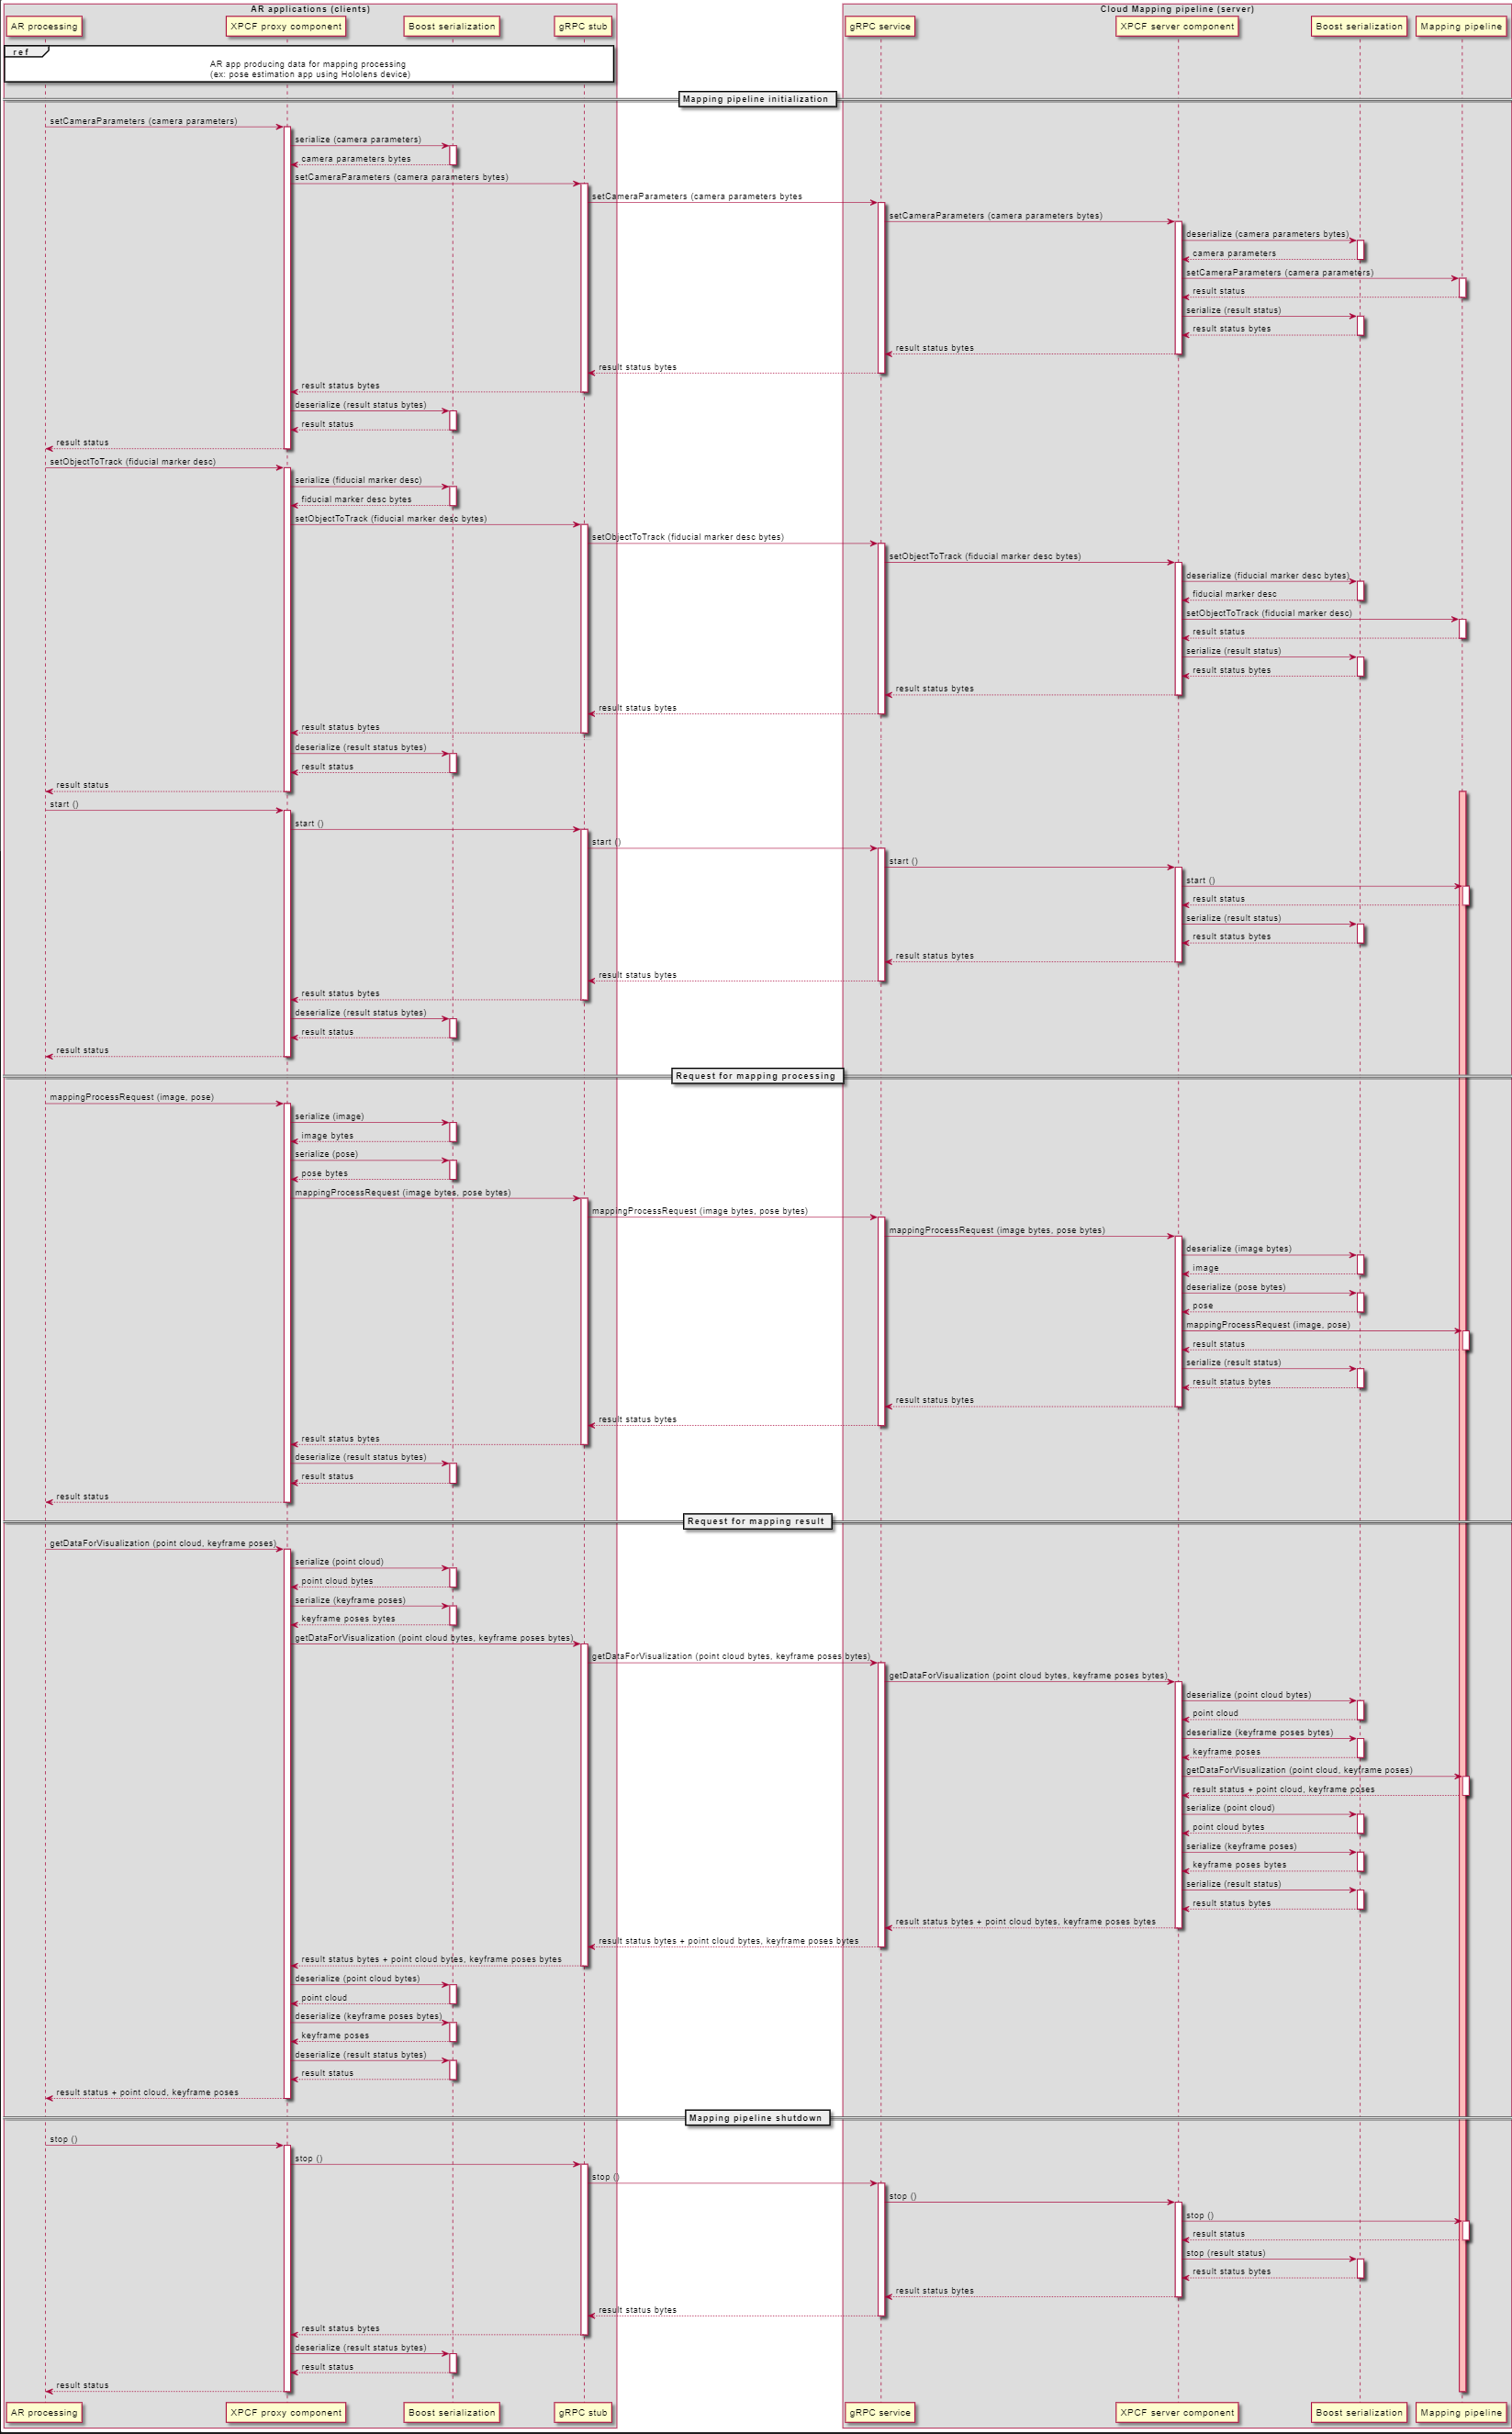 AR applications (clients)
Cloud Mapping pipeline (server)
AR processing
XPCF proxy component
Boost serialization
gRPC stub
gRPC service
XPCF server component
Boost serialization
Mapping pipeline
ref
AR app producing data for mapping processing
(ex: pose estimation app using Hololens device)
Mapping pipeline initialization
setCameraParameters (camera parameters)
serialize (camera parameters)
camera parameters bytes
setCameraParameters (camera parameters bytes)
setCameraParameters (camera parameters bytes
setCameraParameters (camera parameters bytes)
deserialize (camera parameters bytes)
camera parameters
setCameraParameters (camera parameters)
result status
serialize (result status)
result status bytes
result status bytes
result status bytes
result status bytes
deserialize (result status bytes)
result status
result status
setObjectToTrack (fiducial marker desc)
serialize (fiducial marker desc)
fiducial marker desc bytes
setObjectToTrack (fiducial marker desc bytes)
setObjectToTrack (fiducial marker desc bytes)
setObjectToTrack (fiducial marker desc bytes)
deserialize (fiducial marker desc bytes)
fiducial marker desc
setObjectToTrack (fiducial marker desc)
result status
serialize (result status)
result status bytes
result status bytes
result status bytes
result status bytes
deserialize (result status bytes)
result status
result status
start ()
start ()
start ()
start ()
start ()
result status
serialize (result status)
result status bytes
result status bytes
result status bytes
result status bytes
deserialize (result status bytes)
result status
result status
Request for mapping processing
mappingProcessRequest (image, pose)
serialize (image)
image bytes
serialize (pose)
pose bytes
mappingProcessRequest (image bytes, pose bytes)
mappingProcessRequest (image bytes, pose bytes)
mappingProcessRequest (image bytes, pose bytes)
deserialize (image bytes)
image
deserialize (pose bytes)
pose
mappingProcessRequest (image, pose)
result status
serialize (result status)
result status bytes
result status bytes
result status bytes
result status bytes
deserialize (result status bytes)
result status
result status
Request for mapping result
getDataForVisualization (point cloud, keyframe poses)
serialize (point cloud)
point cloud bytes
serialize (keyframe poses)
keyframe poses bytes
getDataForVisualization (point cloud bytes, keyframe poses bytes)
getDataForVisualization (point cloud bytes, keyframe poses bytes)
getDataForVisualization (point cloud bytes, keyframe poses bytes)
deserialize (point cloud bytes)
point cloud
deserialize (keyframe poses bytes)
keyframe poses
getDataForVisualization (point cloud, keyframe poses)
result status + point cloud, keyframe poses
serialize (point cloud)
point cloud bytes
serialize (keyframe poses)
keyframe poses bytes
serialize (result status)
result status bytes
result status bytes + point cloud bytes, keyframe poses bytes
result status bytes + point cloud bytes, keyframe poses bytes
result status bytes + point cloud bytes, keyframe poses bytes
deserialize (point cloud bytes)
point cloud
deserialize (keyframe poses bytes)
keyframe poses
deserialize (result status bytes)
result status
result status + point cloud, keyframe poses
Mapping pipeline shutdown
stop ()
stop ()
stop ()
stop ()
stop ()
result status
stop (result status)
result status bytes
result status bytes
result status bytes
result status bytes
deserialize (result status bytes)
result status
result status
AR processing
XPCF proxy component
Boost serialization
gRPC stub
gRPC service
XPCF server component
Boost serialization
Mapping pipeline